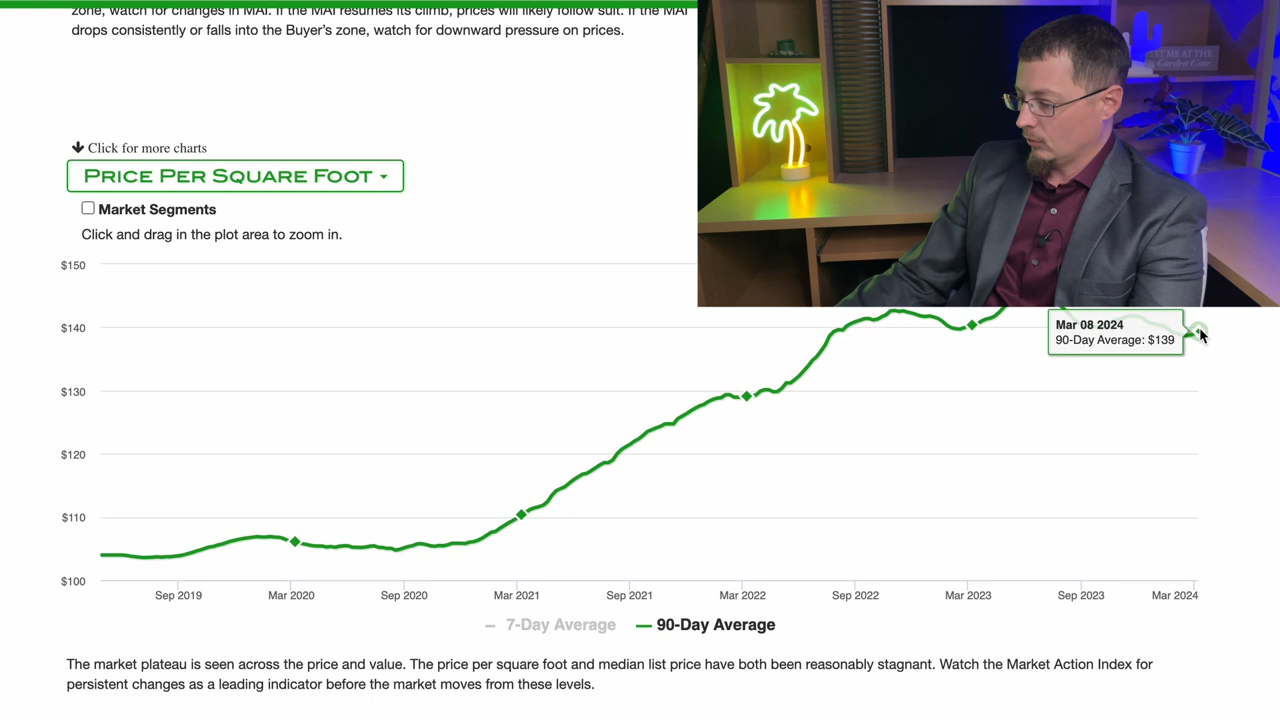 zone, watch for changes in MAI. If the MAI resumes its climb, prices will likely follow suit. If the MAI
drops consistently or falls into the Buyer's zone, watch for downward pressure on prices.
MEET ME AT THE
Garden Gate
Click for more charts
PRICE PER SQUARE FOOT
Market Segments
Click and drag in the plot area to zoom in.
$150
$140
$130
$120
$110
$100
Mar 08 2024
90-Day Average: $139
Sep 2019
Mar 2020
Sep 2020
Mar 2021
Sep 2021
Mar 2022
Sep 2022
Mar 2023
Sep 2023
Mar 2024
7-Day Average
90-Day Average
The market plateau is seen across the price and value. The price per square foot and median list price have both been reasonably stagnant. Watch the Market Action Index for
persistent changes as a leading indicator before the market moves from these levels.